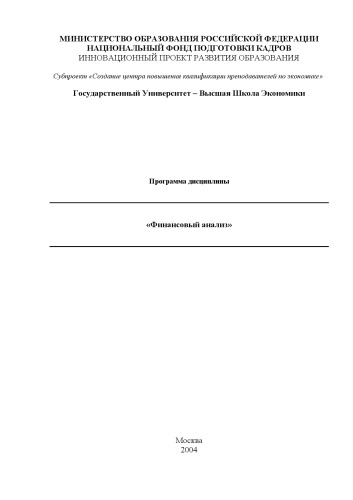 МИНИСТЕРСТВО ОБРАЗОВАНИЯ РОССИЙСКОЙ ФЕДЕРАЦИИ
НАЦИОНАЛЬНЫЙ ФОНД ПОДГОТОВКИ КАДРОВ
ИННОВАЦИОННЫЙ ПРОЕКТ РАЗВИТИЯ ОБРАЗОВАНИЯ
Субпроект «Создание центра повышения квалификации преподавателей по экономике»
Государственный Университет – Высшая Школа Экономики
Программа дисциплины
«Финансовый анализ»
Москва
2004